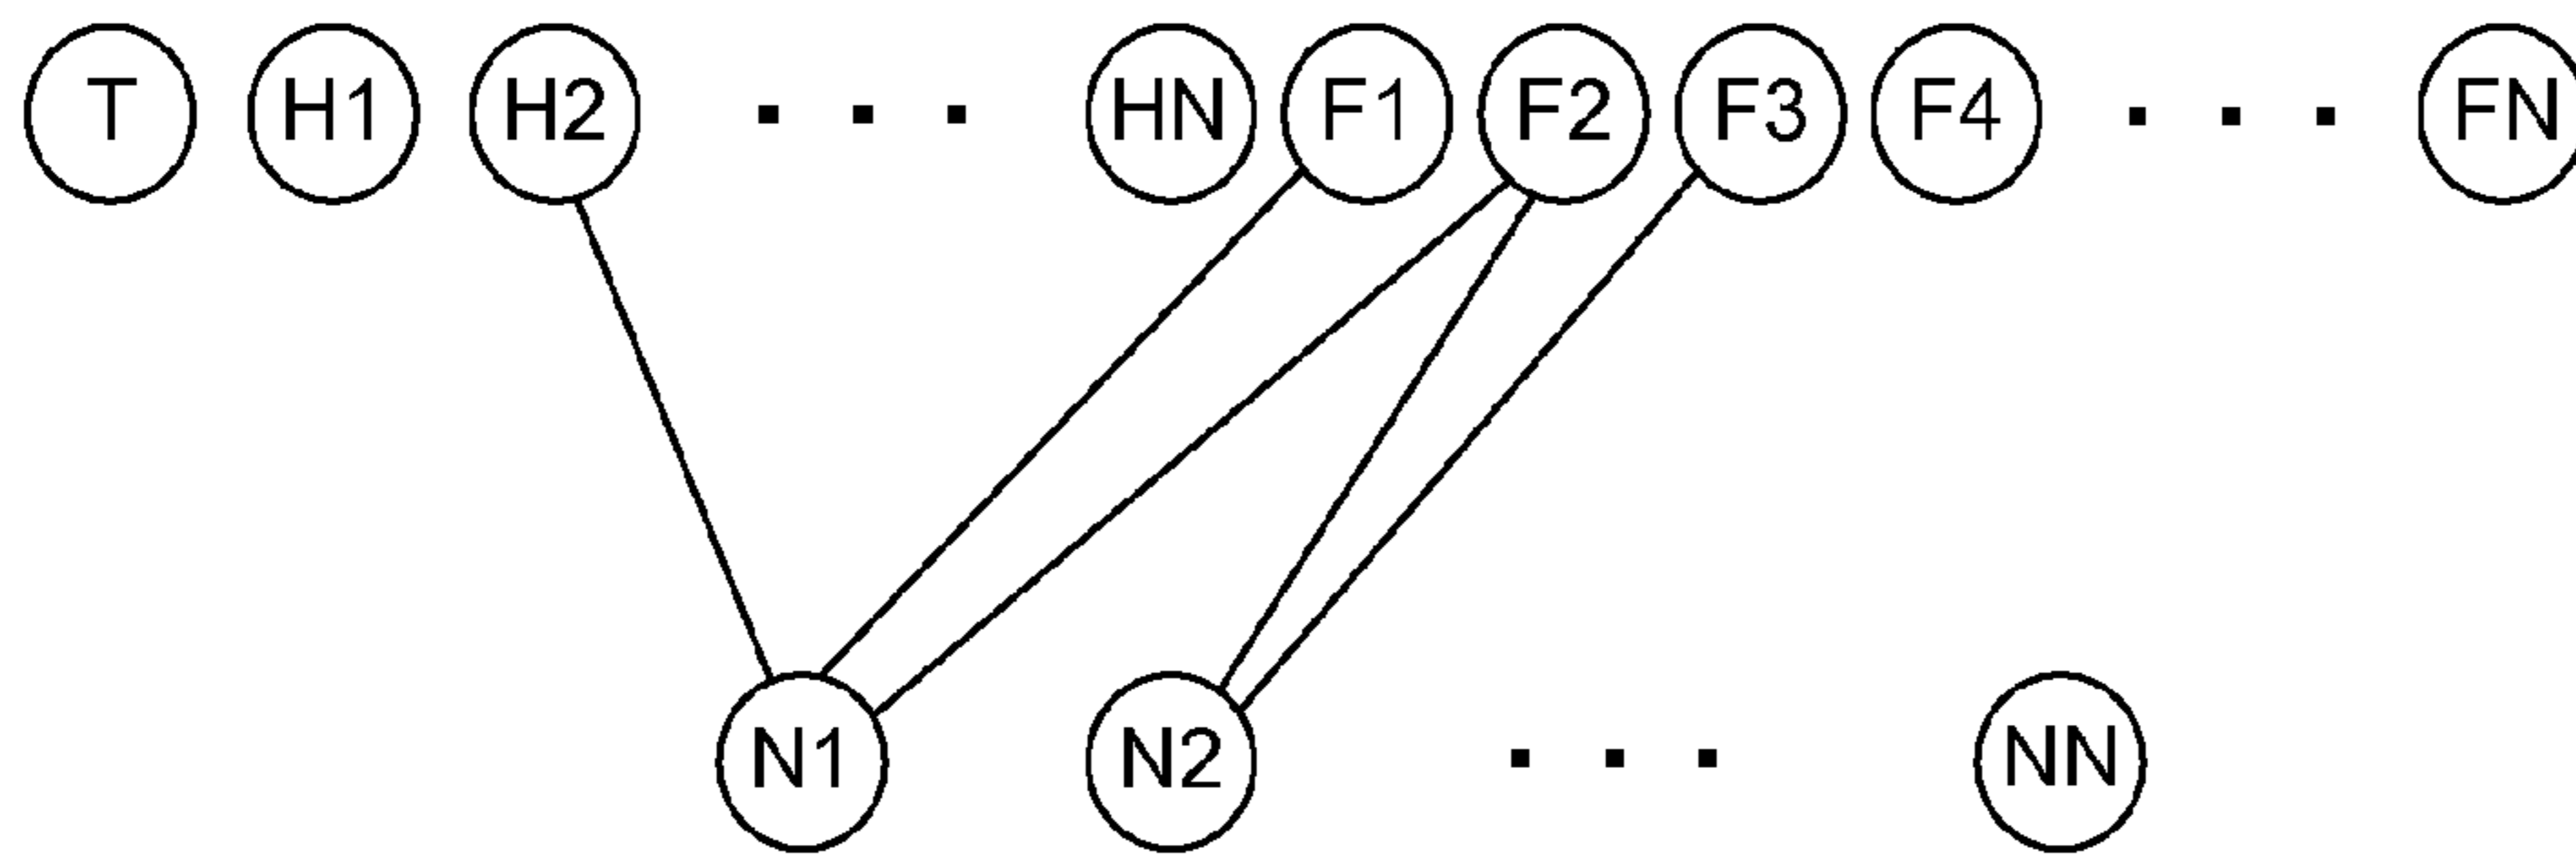 T H1 H2 . . . HN F1 F2 F3 F4 . . . FN
N1 N2 . . . NN